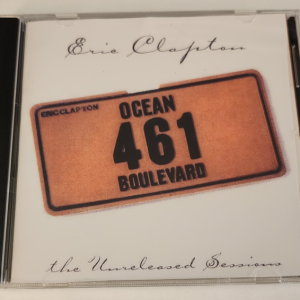 Eric Clapton
ERIC CLAPTON
OCEAN
461
BOULEVARD
the Unreleased Sessions